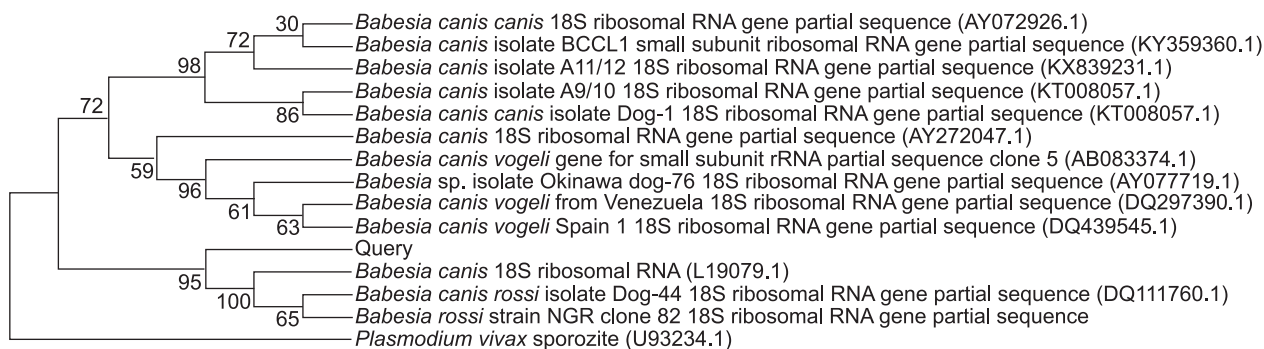 30 Babesia canis canis 18S ribosomal RNA gene partial sequence (AY072926.1)
72 Babesia canis isolate BCCL1 small subunit ribosomal RNA gene partial sequence (KY359360.1)
98 Babesia canis isolate A11/12 18S ribosomal RNA gene partial sequence (KX839231.1)
Babesia canis isolate A9/10 18S ribosomal RNA gene partial sequence (KT008057.1)
72 86 Babesia canis canis isolate Dog-1 18S ribosomal RNA gene partial sequence (KT008057.1)
Babesia canis 18S ribosomal RNA gene partial sequence (AY272047.1)
59 Babesia canis vogeli gene for small subunit rRNA partial sequence clone 5 (AB083374.1)
96 Babesia sp. isolate Okinawa dog-76 18S ribosomal RNA gene partial sequence (AY077719.1)
61 Babesia canis vogeli from Venezuela 18S ribosomal RNA gene partial sequence (DQ297390.1)
63 Babesia canis vogeli Spain 1 18S ribosomal RNA gene partial sequence (DQ439545.1)
Query
95 Babesia canis 18S ribosomal RNA (L19079.1)
100 Babesia canis rossi isolate Dog-44 18S ribosomal RNA gene partial sequence (DQ111760.1)
65 Babesia rossi strain NGR clone 82 18S ribosomal RNA gene partial sequence
Plasmodium vivax sporozite (U93234.1)